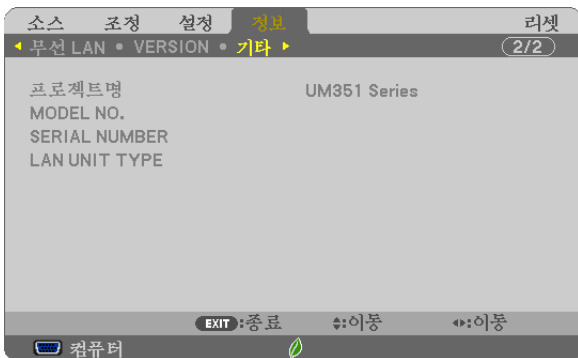 소스 조정 설정 정보 리셋
무선 LAN • VERSION • 기타 2/2
프로젝트명 UM351 Series
MODEL NO.
SERIAL NUMBER
LAN UNIT TYPE
EXIT :종료 :이동 :이동
컴퓨터